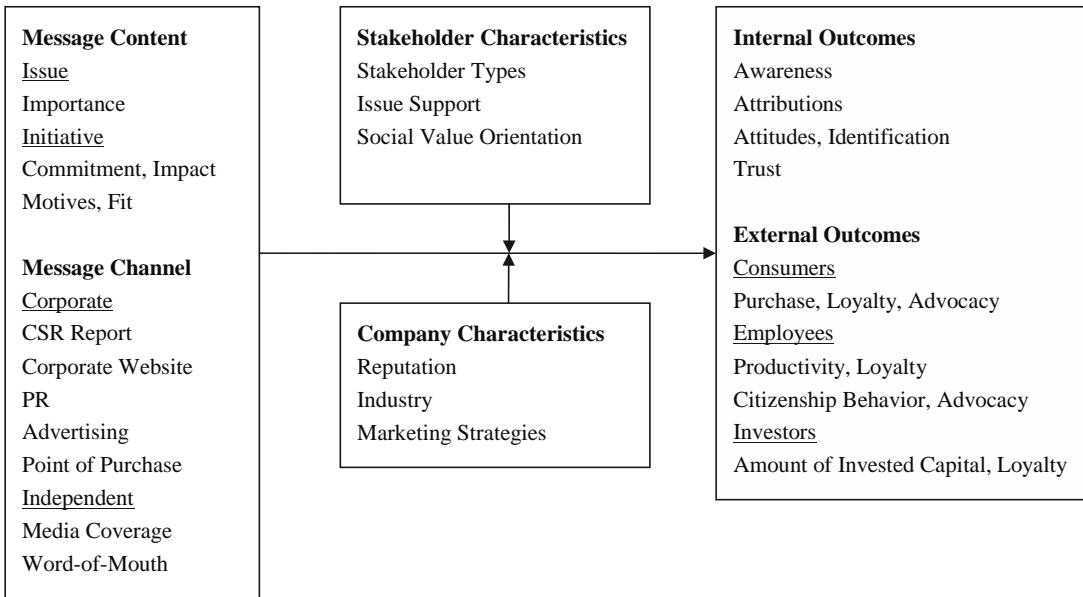 Message Content
Issue
Importance
Initiative
Commitment, Impact
Motives, Fit
Message Channel
Corporate
CSR Report
Corporate Website
PR
Advertising
Point of Purchase
Independent
Media Coverage
Word-of-Mouth
Stakeholder Characteristics
Stakeholder Types
Issue Support
Social Value Orientation
Company Characteristics
Reputation
Industry
Marketing Strategies
Internal Outcomes
Awareness
Attributions
Attitudes, Identification
Trust
External Outcomes
Consumers
Purchase, Loyalty, Advocacy
Employees
Productivity, Loyalty
Citizenship Behavior, Advocacy
Investors
Amount of Invested Capital, Loyalty